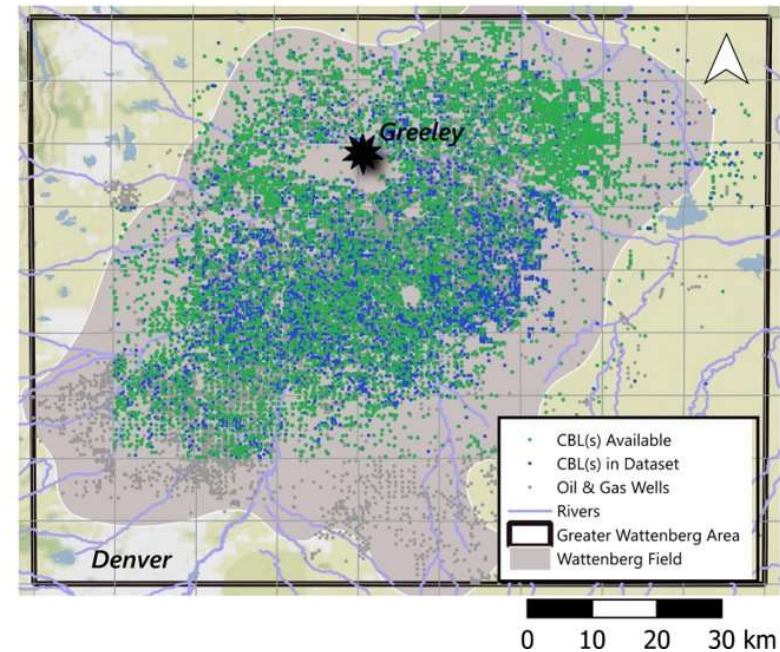 Greeley
Denver
CBL(s) Available
CBL(s) in Dataset
Oil & Gas Wells
Rivers
Greater Wattenberg Area
Wattenberg Field
0 10 20 30 km